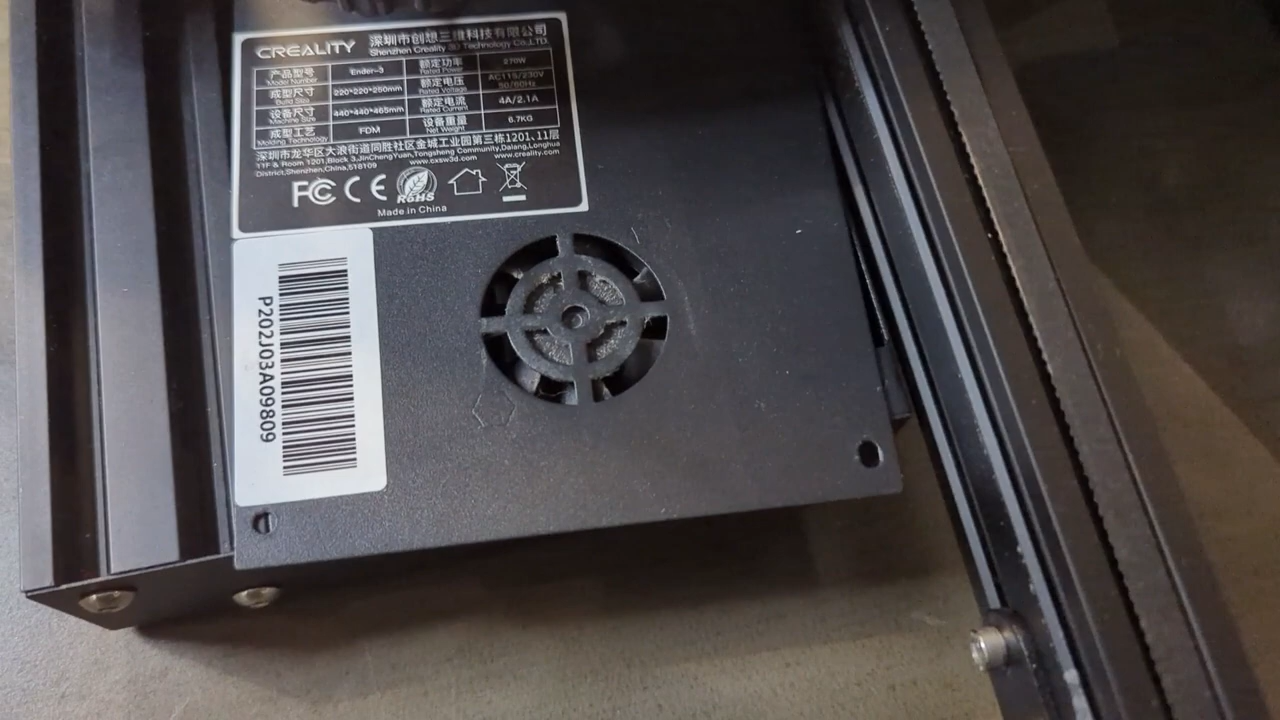 CREALITY 深圳市创想三维科技有限公司
Shenzhen Creality 3D Technology Co.,LTD.
产品型号 Model Number Ender-3 额定功率 Rated Power 270W
成型尺寸 Build Size 220*220*250mm 额定电压 Rated Voltage AC115/230V 50/60Hz
设备尺寸 Machine Size 440*440*465mm 额定电流 Rated Current 4A/2.1A
成型工艺 Molding Technology FDM 设备重量 Net Weight 6.7KG
深圳市龙华区大浪街道同胜社区金城工业园第三栋1201、11层
11F & Room 1201,Block 3,JinChengYuan,Tongsheng Community,Dalang,Longhua
District,Shenzhen,China,518109 www.cxsw3d.com www.creality.com
FC CE RoHS
Made in China
P202J03A09809